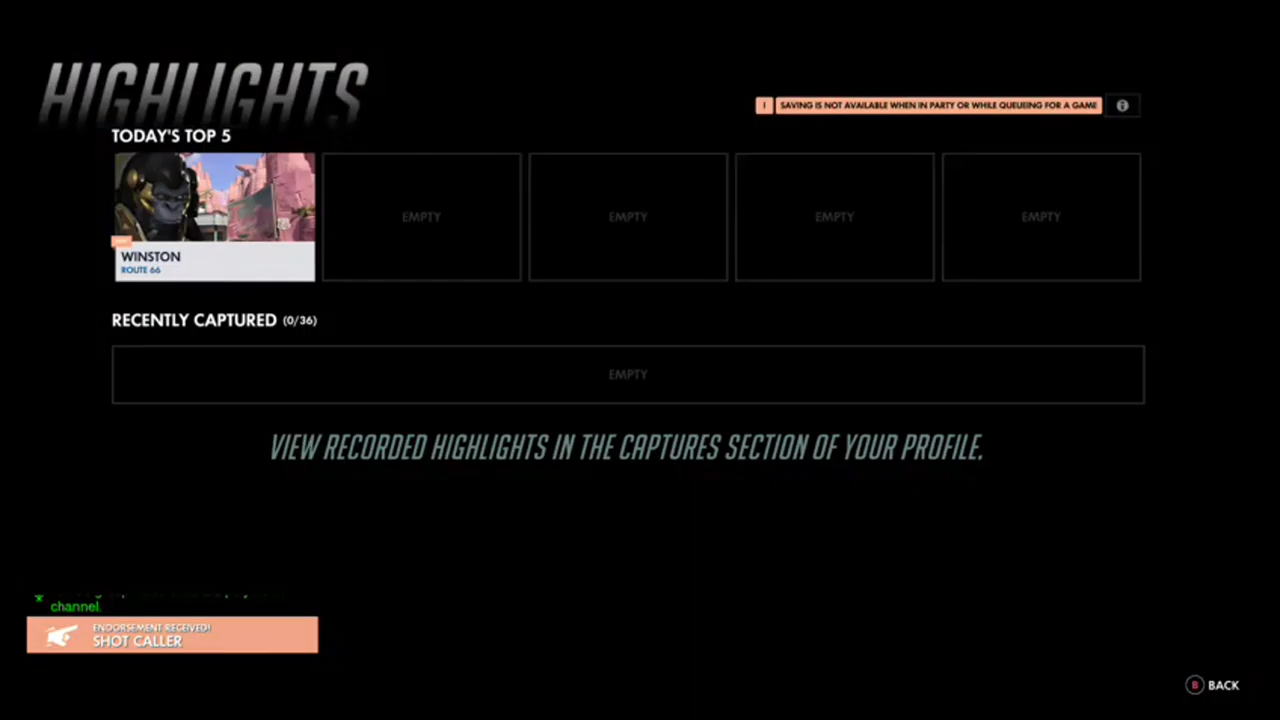 HIGHLIGHTS
! SAVING IS NOT AVAILABLE WHEN IN PARTY OR WHILE QUEUEING FOR A GAME
TODAY'S TOP 5
EMPTY EMPTY EMPTY EMPTY
WINSTON
ROUTE 66
RECENTLY CAPTURED (0/36)
EMPTY
VIEW RECORDED HIGHLIGHTS IN THE CAPTURES SECTION OF YOUR PROFILE.
channel.
ENDORSEMENT RECEIVED!
SHOT CALLER
B BACK